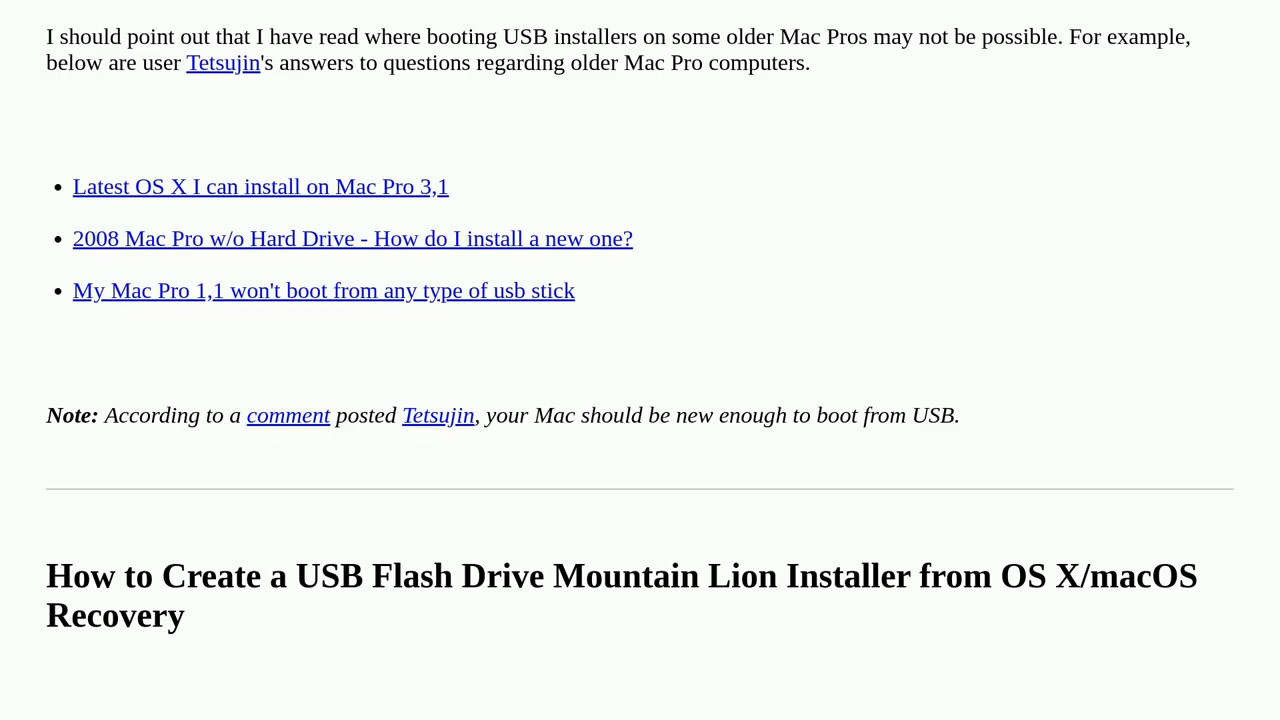 I should point out that I have read where booting USB installers on some older Mac Pros may not be possible. For example,
below are user Tetsujin's answers to questions regarding older Mac Pro computers.
• Latest OS X I can install on Mac Pro 3,1
• 2008 Mac Pro w/o Hard Drive - How do I install a new one?
• My Mac Pro 1,1 won't boot from any type of usb stick
Note: According to a comment posted Tetsujin, your Mac should be new enough to boot from USB.
How to Create a USB Flash Drive Mountain Lion Installer from OS X/macOS
Recovery